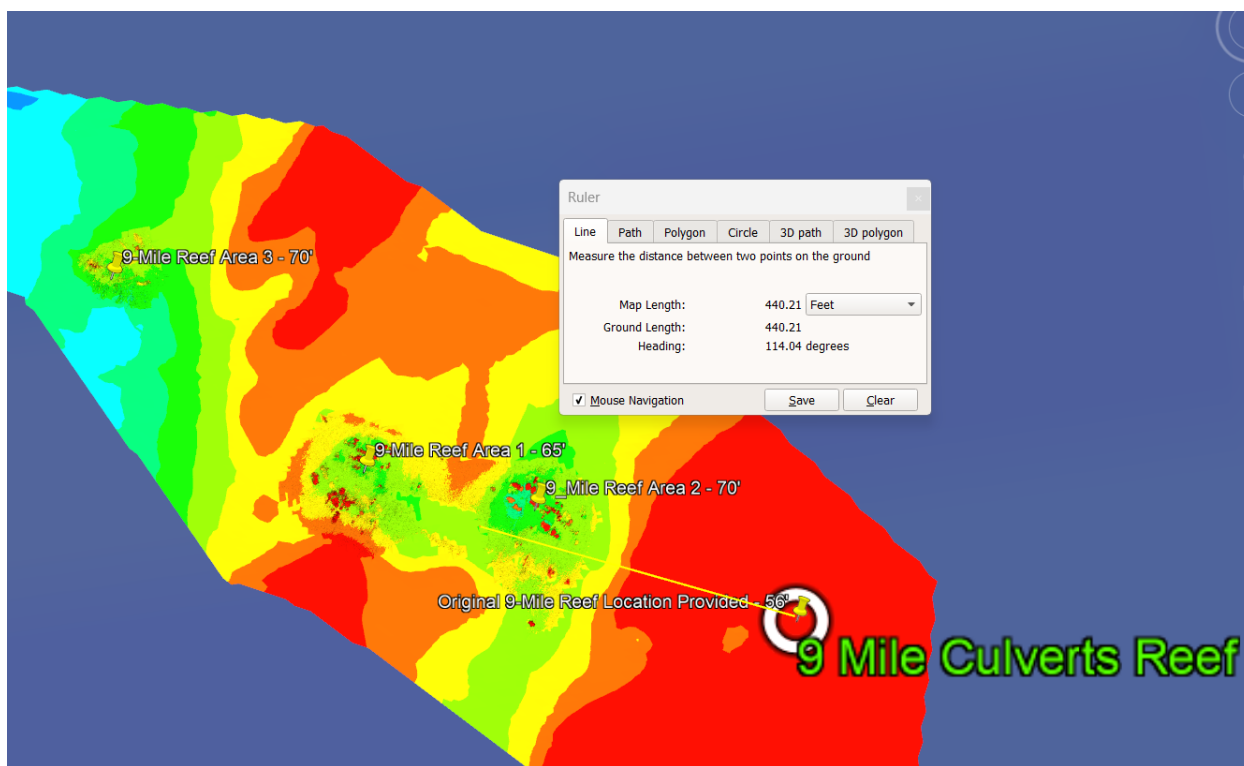 Ruler
Line Path Polygon Circle 3D path 3D polygon
Measure the distance between two points on the ground
Map Length: 440.21 Feet
Ground Length: 440.21
Heading: 114.04 degrees
Mouse Navigation Save Clear
9-Mile Reef Area 3 - 70'
9-Mile Reef Area 1 - 65'
9_Mile Reef Area 2 - 70'
Original 9-Mile Reef Location Provided - 56'
9 Mile Culverts Reef